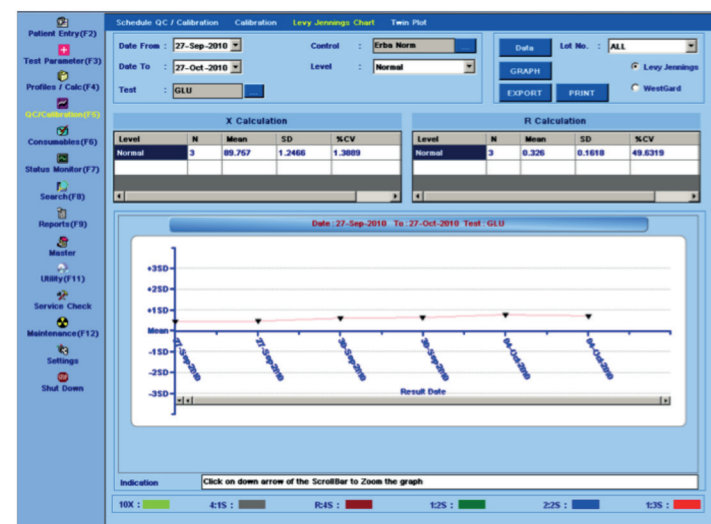 Schedule QC / Calibration Calibration Levy Jennings Chart Twin Plot
Patient Entry(F2)
Test Parameter(F3)
Profiles / Calc(F4)
QC/Calibration(F5)
Consumables(F6)
Status Monitor(F7)
Search(F8)
Reports(F9)
Master
Utility(F11)
Service Check
Maintenance(F12)
Settings
Shut Down
Date From : 27-Sep-2010 Control : Erba Norm ...
Date To : 27-Oct-2010 Level : Normal
Test : GLU ...
Data Lot No. : ALL
GRAPH Levy Jennings
EXPORT PRINT WestGard
X Calculation
Level N Mean SD %CV
Normal 3 89.767 1.2466 1.3889
R Calculation
Level N Mean SD %CV
Normal 3 0.326 0.1618 49.6319
Date :27-Sep-2010 To :27-Oct-2010 Test :GLU
+3SD
+2SD
+1SD
Mean
-1SD
-2SD
-3SD
27-Sep-2010
27-Sep-2010
30-Sep-2010
30-Sep-2010
04-Oct-2010
04-Oct-2010
Result Date
Indication Click on down arrow of the ScrollBar to Zoom the graph
10X : 4:1S : R:4S : 1:2S : 2:2S : 1:3S :